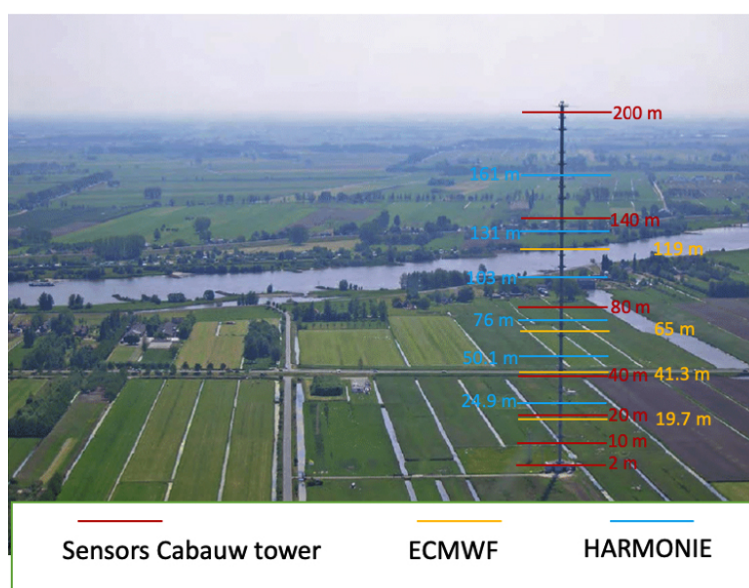 200 m
161 m
140 m
131 m
119 m
103 m
80 m
76 m
65 m
50.1 m
41.3 m
40 m
24.9 m
20 m
19.7 m
10 m
2 m
Sensors Cabauw tower ECMWF HARMONIE